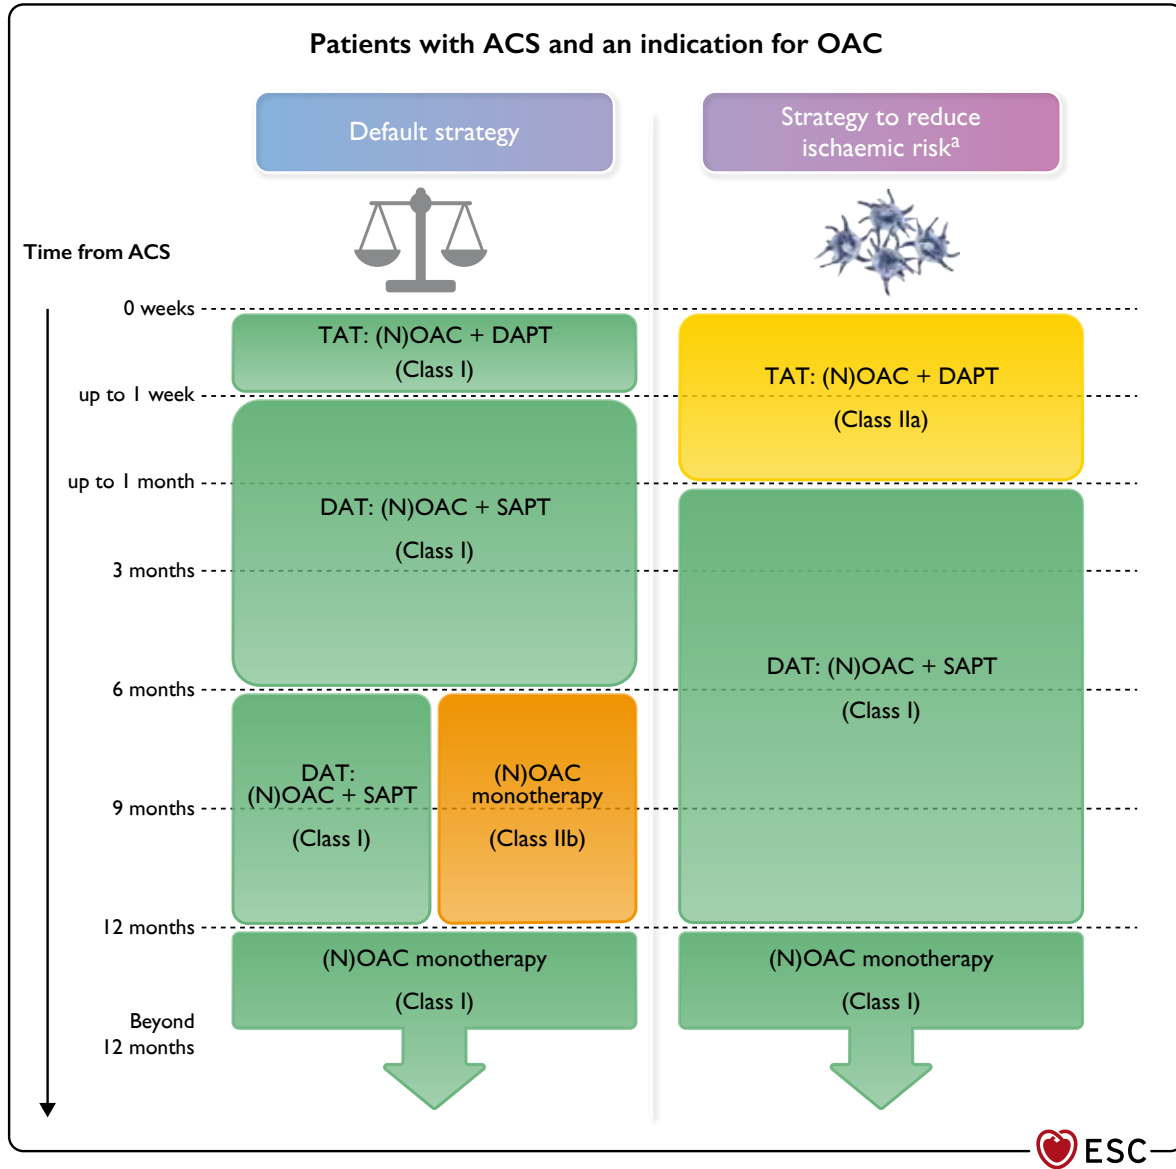 Patients with ACS and an indication for OAC
Default strategy
Strategy to reduce
ischaemic riskᵃ
Time from ACS
0 weeks
TAT: (N)OAC + DAPT
(Class I)
TAT: (N)OAC + DAPT
(Class IIa)
up to 1 week
DAT: (N)OAC + SAPT
(Class I)
up to 1 month
3 months
DAT: (N)OAC + SAPT
(Class I)
6 months
DAT:
(N)OAC + SAPT
(Class I)
(N)OAC
monotherapy
(Class IIb)
9 months
12 months
(N)OAC monotherapy
(Class I)
(N)OAC monotherapy
(Class I)
Beyond
12 months
ESC